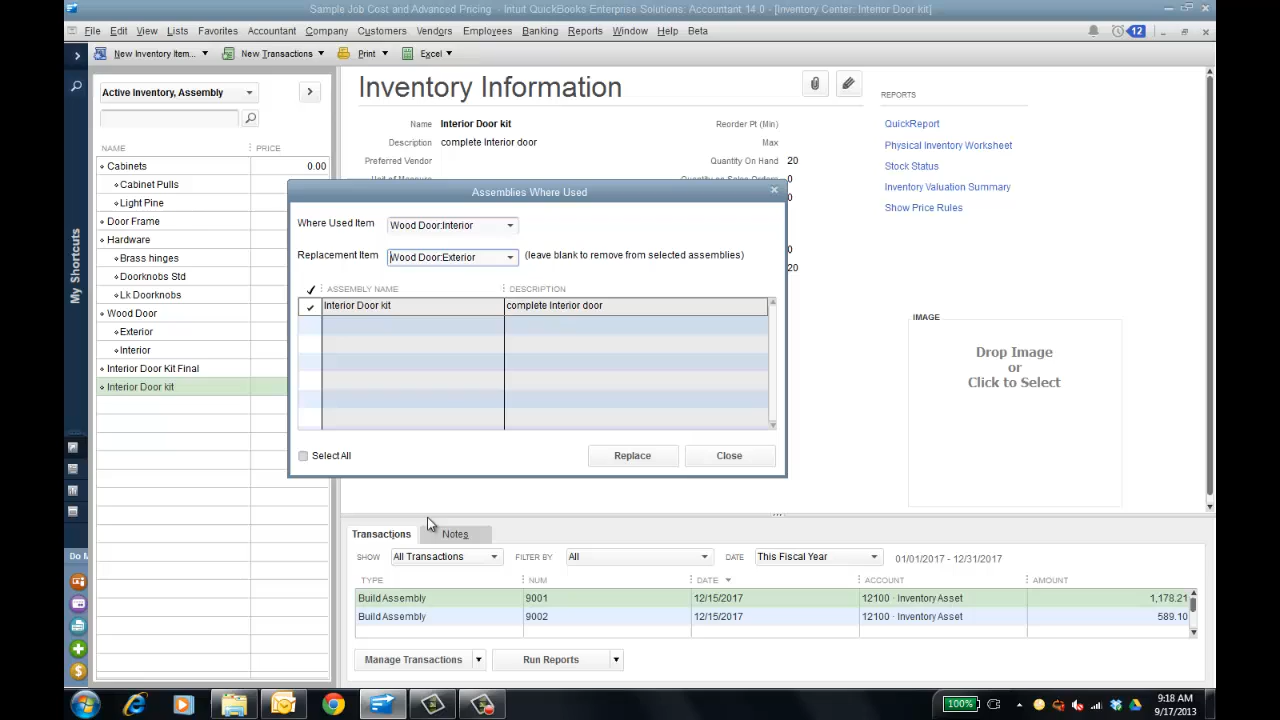 Sample Job Cost and Advanced Pricing - Intuit QuickBooks Enterprise Solutions: Accountant 14.0 - [Inventory Center: Interior Door kit]
File Edit View Lists Favorites Accountant Company Customers Vendors Employees Banking Reports Window Help Beta
12
New Inventory Item... New Transactions Print Excel
Active Inventory, Assembly
NAME PRICE
Cabinets 0.00
Cabinet Pulls
Light Pine
Door Frame
Hardware
Brass hinges
Doorknobs Std
Lk Doorknobs
Wood Door
Exterior
Interior
Interior Door Kit Final
Interior Door kit
My Shortcuts
Inventory Information
Name Interior Door kit
Description complete Interior door
Preferred Vendor
Reorder Pt (Min)
Max
Quantity On Hand 20
0
0
0
20
REPORTS
QuickReport
Physical Inventory Worksheet
Stock Status
Inventory Valuation Summary
Show Price Rules
IMAGE
Drop Image
or
Click to Select
Assemblies Where Used
Where Used Item Wood Door:Interior
Replacement Item Wood Door:Exterior (leave blank to remove from selected assemblies)
ASSEMBLY NAME DESCRIPTION
Interior Door kit complete Interior door
Select All Replace Close
Transactions Notes
SHOW All Transactions FILTER BY All DATE This Fiscal Year 01/01/2017 - 12/31/2017
TYPE NUM DATE ACCOUNT AMOUNT
Build Assembly 9001 12/15/2017 12100 · Inventory Asset 1,178.21
Build Assembly 9002 12/15/2017 12100 · Inventory Asset 589.10
Manage Transactions Run Reports
100%
9:18 AM
9/17/2013